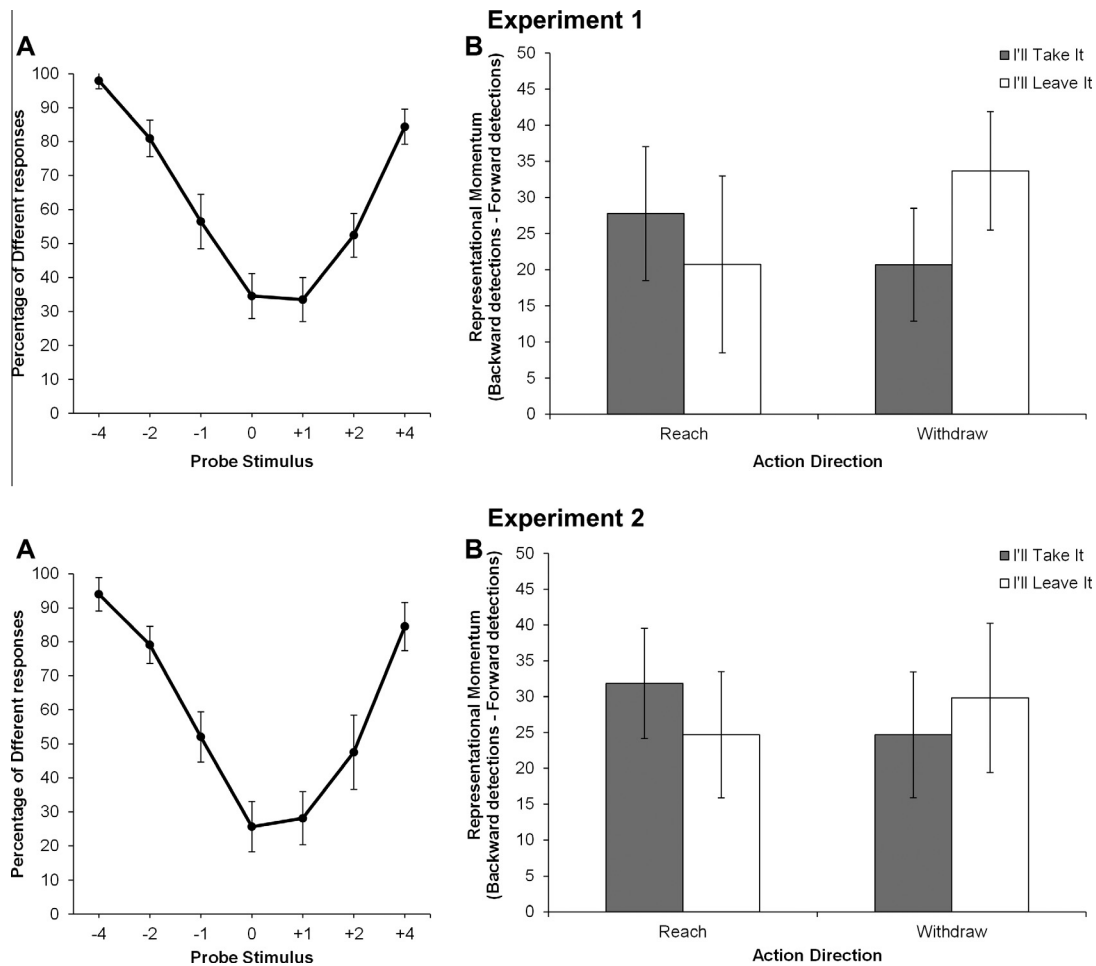 Experiment 1
A
Percentage of Dfferent responses
100
90
80
70
60
50
40
30
20
10
0
-4 -2 -1 0 +1 +2 +4
Probe Stimulus
B
Representational Momentum
(Backward detections - Forward detections)
50
45
40
35
30
25
20
15
10
5
0
I'll Take It
I'll Leave It
Reach Withdraw
Action Direction
Experiment 2
A
Percentage of Dfferent responses
100
90
80
70
60
50
40
30
20
10
0
-4 -2 -1 0 +1 +2 +4
Probe Stimulus
B
Representational Momentum
(Backward detections - Forward detections)
50
45
40
35
30
25
20
15
10
5
0
I'll Take It
I'll Leave It
Reach Withdraw
Action Direction